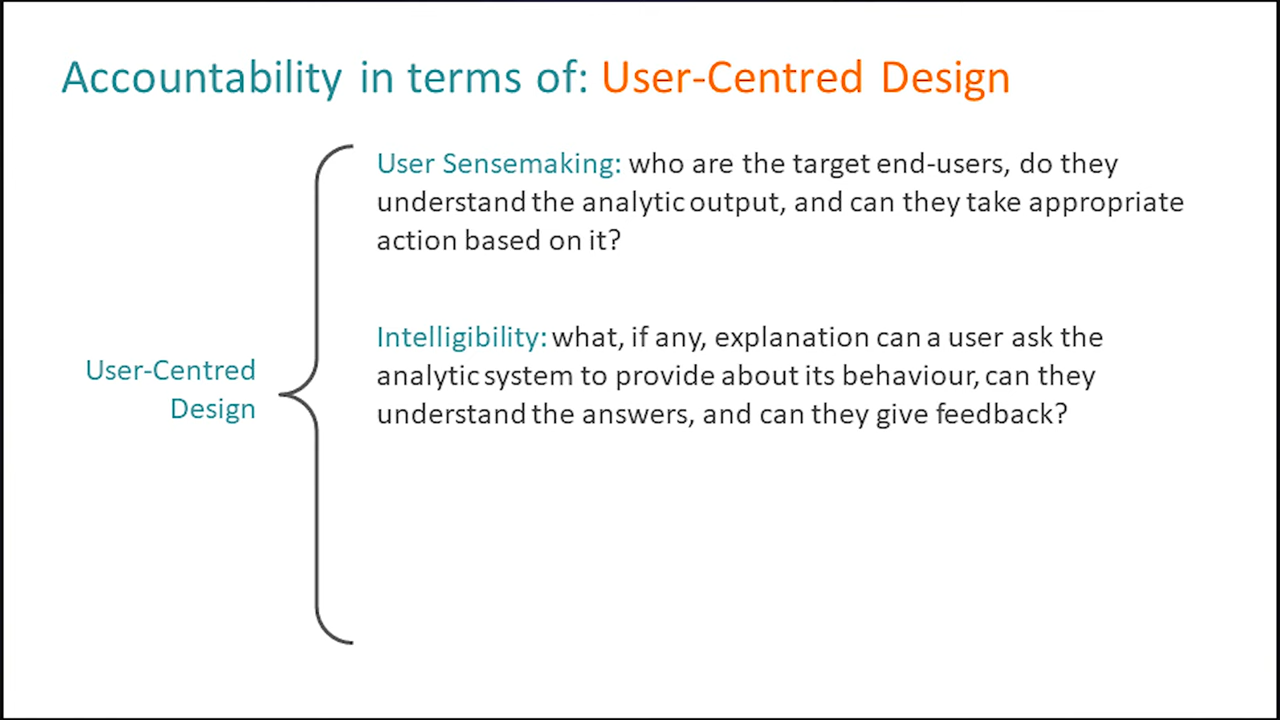 Accountability in terms of: User-Centred Design
User Sensemaking: who are the target end-users, do they
understand the analytic output, and can they take appropriate
action based on it?
Intelligibility: what, if any, explanation can a user ask the
analytic system to provide about its behaviour, can they
understand the answers, and can they give feedback?
User-Centred
Design